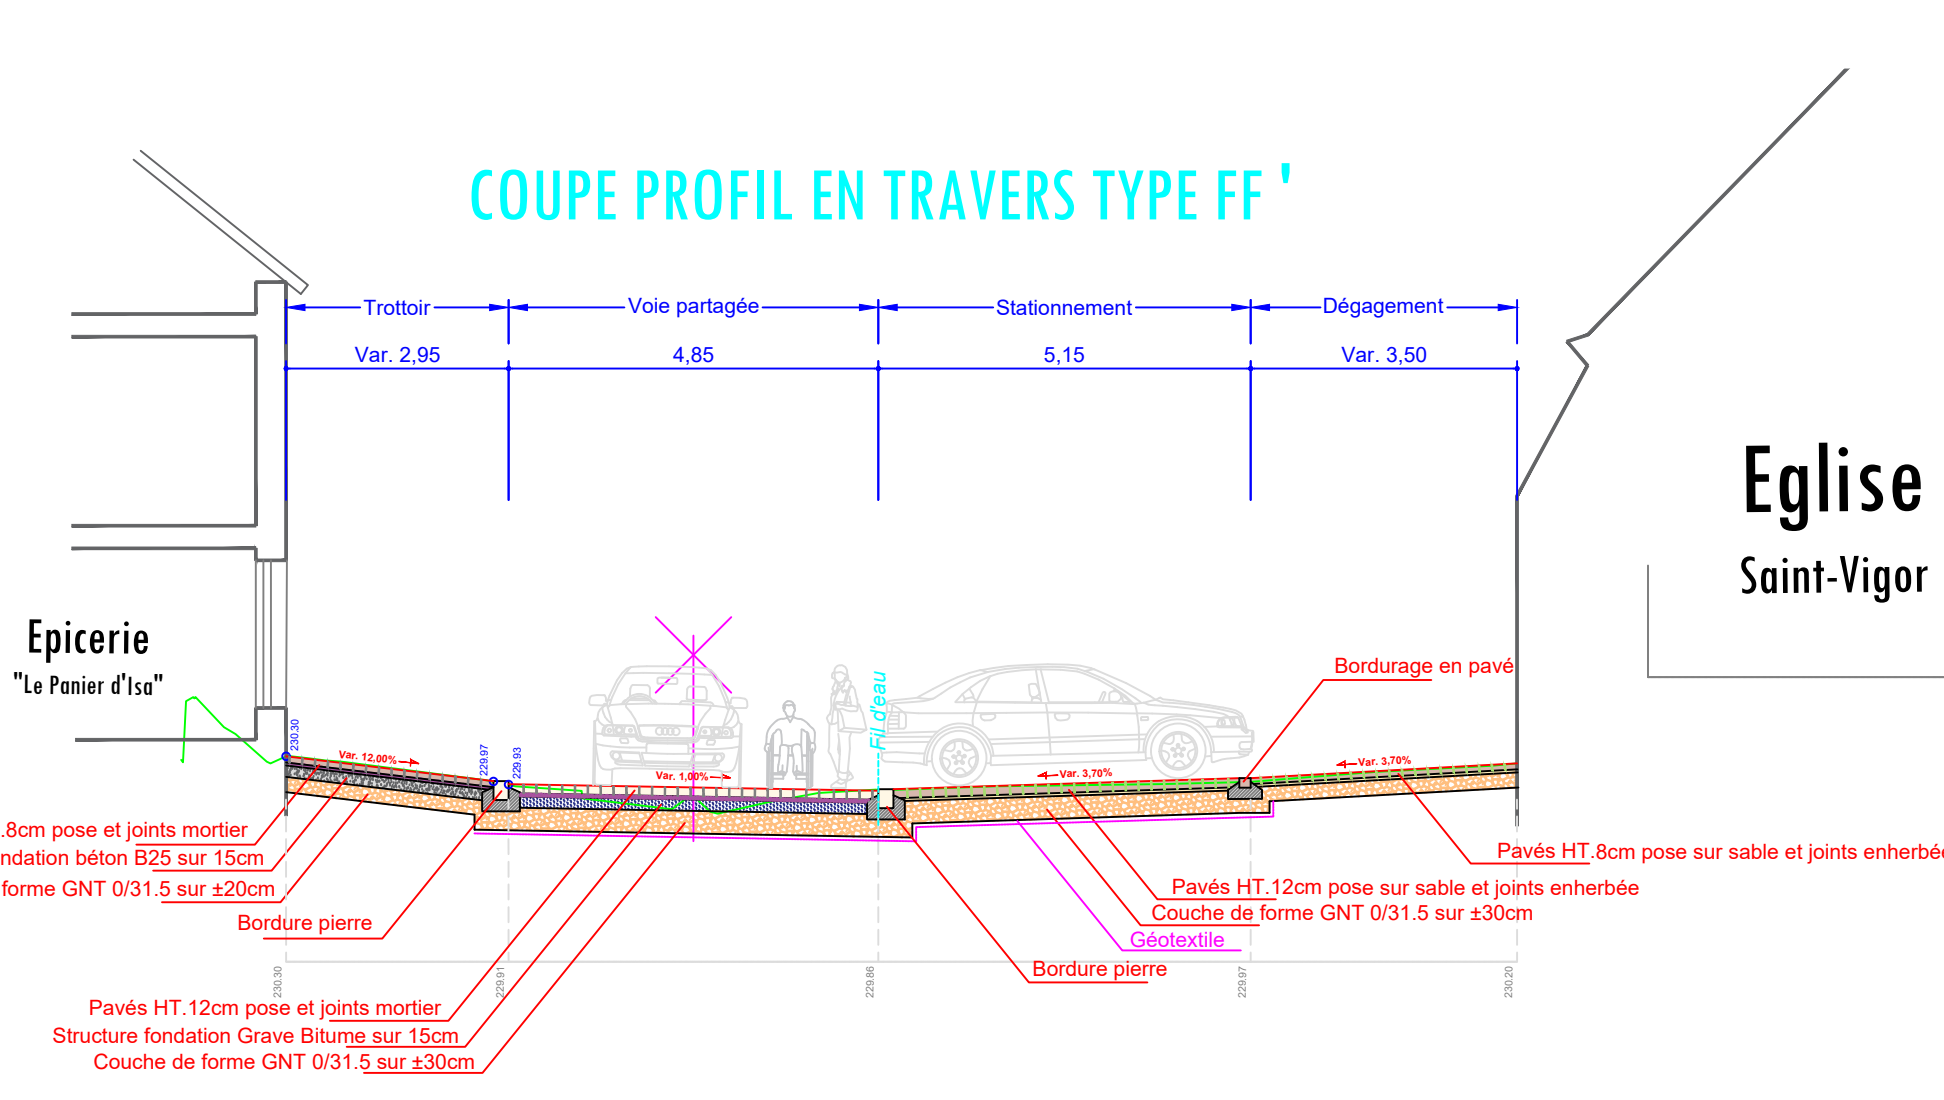 COUPE PROFIL EN TRAVERS TYPE FF '
Trottoir
Voie partagée
Stationnement
Dégagement
Var. 2,95
4,85
5,15
Var. 3,50
Eglise
Saint-Vigor
Epicerie
"Le Panier d'Isa"
Bordurage en pavé
Fil d'eau
230.30
229.97
229.93
Var. 12,00%
Var. 1,00%
Var. 3,70%
Var. 3,70%
.8cm pose et joints mortier
ndation béton B25 sur 15cm
forme GNT 0/31.5 sur ±20cm
Bordure pierre
Pavés HT.8cm pose sur sable et joints enherbée
Pavés HT.12cm pose sur sable et joints enherbée
Couche de forme GNT 0/31.5 sur ±30cm
Géotextile
Bordure pierre
230.30
229.91
229.86
229.97
230.20
Pavés HT.12cm pose et joints mortier
Structure fondation Grave Bitume sur 15cm
Couche de forme GNT 0/31.5 sur ±30cm